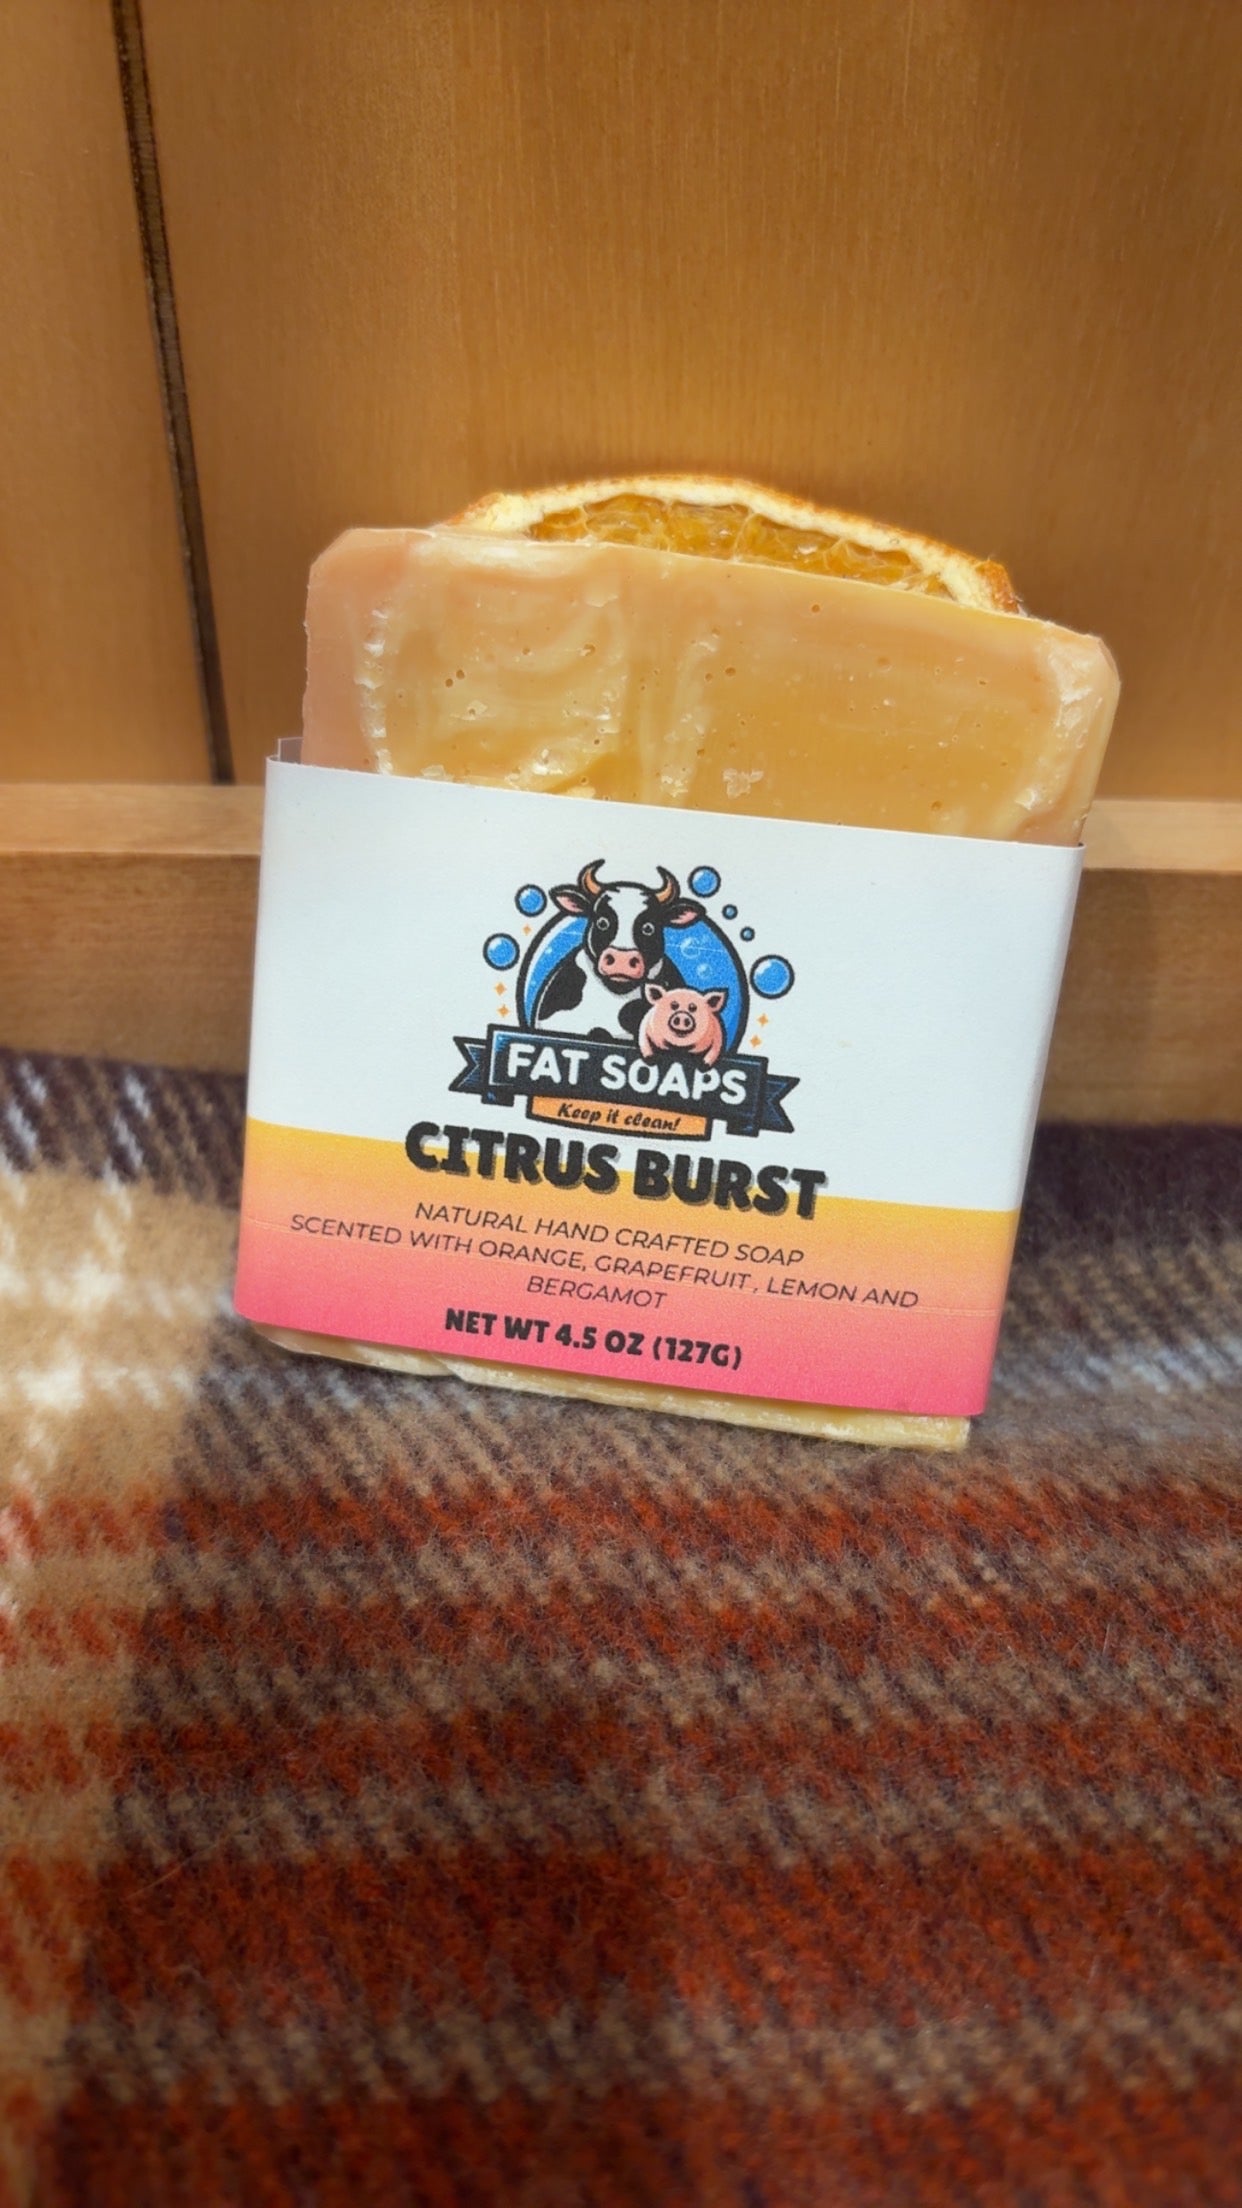 FAT SOAPS
Keep it clean!
CITRUS BURST
NATURAL HAND CRAFTED SOAP
SCENTED WITH ORANGE, GRAPEFRUIT, LEMON AND
BERGAMOT
NET WT 4.5 OZ (127G)